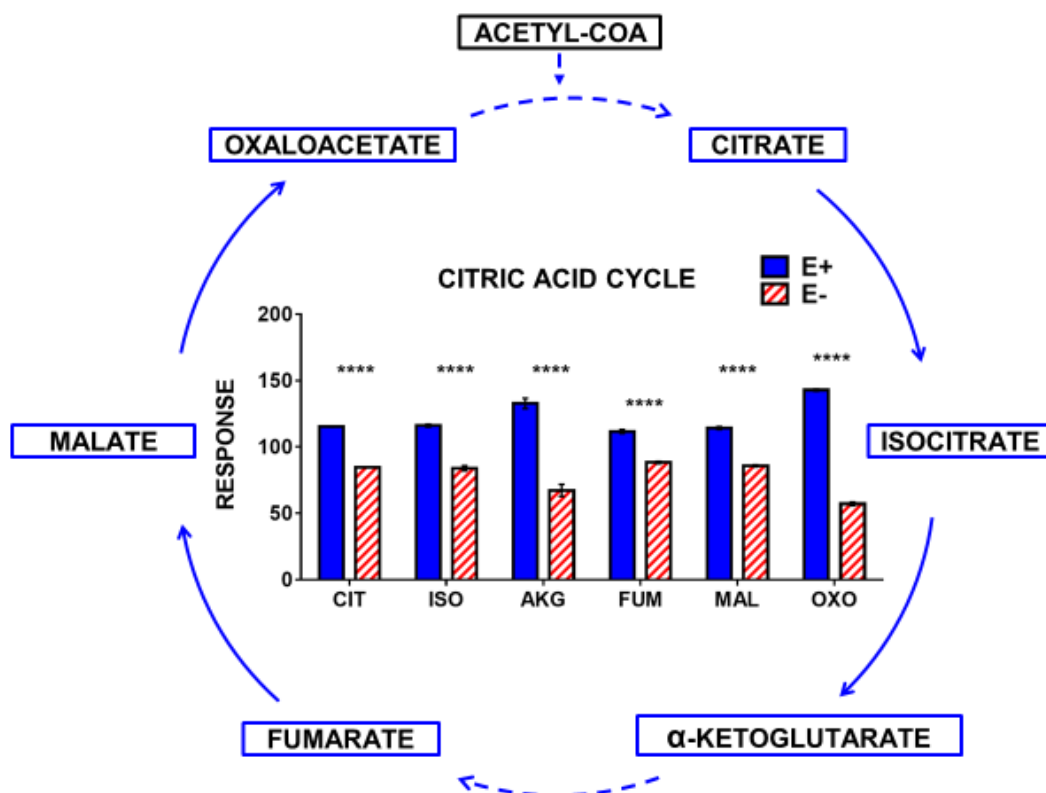 ACETYL-COA
OXALOACETATE
CITRATE
CITRIC ACID CYCLE
E+
E-
200
150
100
50
0
RESPONSE
****
****
****
****
****
****
CIT ISO AKG FUM MAL OXO
MALATE
ISOCITRATE
FUMARATE
α-KETOGLUTARATE